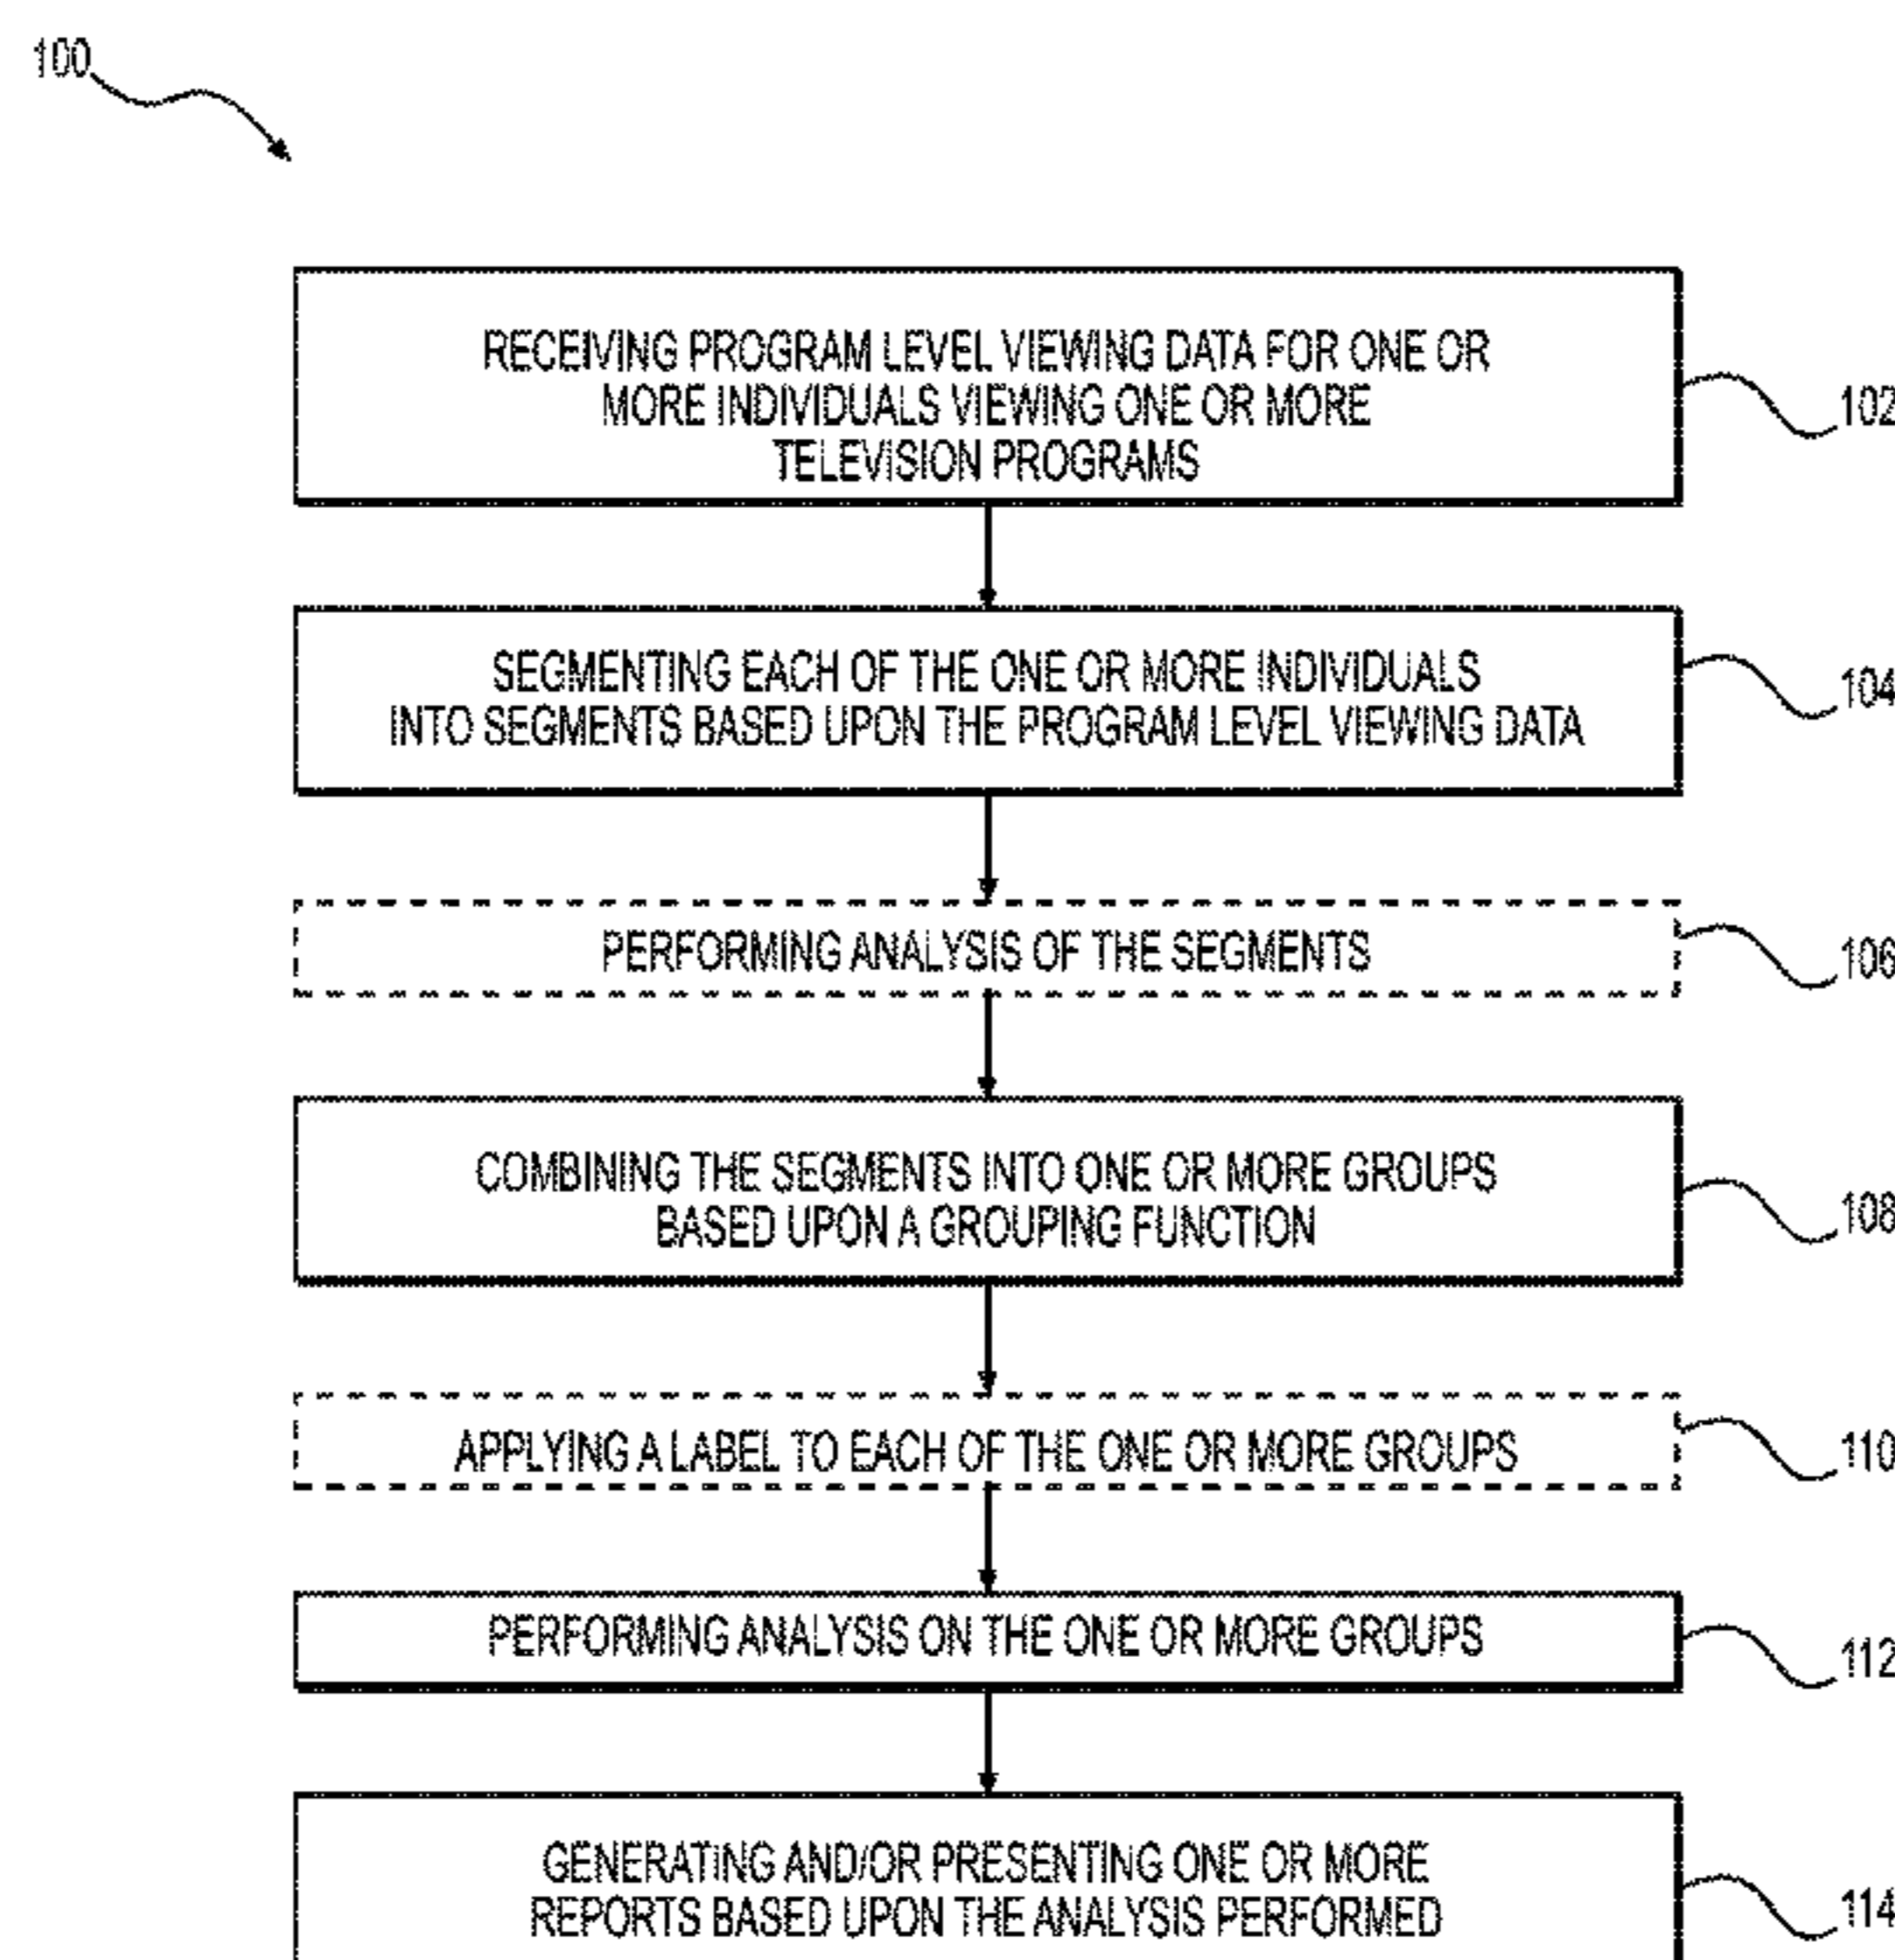 100
RECEIVING PROGRAM LEVEL VIEWING DATA FOR ONE OR
MORE INDIVIDUALS VIEWING ONE OR MORE
TELEVISION PROGRAMS
102
SEGMENTING EACH OF THE ONE OR MORE INDIVIDUALS
INTO SEGMENTS BASED UPON THE PROGRAM LEVEL VIEWING DATA
104
PERFORMING ANALYSIS OF THE SEGMENTS
106
COMBINING THE SEGMENTS INTO ONE OR MORE GROUPS
BASED UPON A GROUPING FUNCTION
108
APPLYING A LABEL TO EACH OF THE ONE OR MORE GROUPS
110
PERFORMING ANALYSIS ON THE ONE OR MORE GROUPS
112
GENERATING AND/OR PRESENTING ONE OR MORE
REPORTS BASED UPON THE ANALYSIS PERFORMED
114